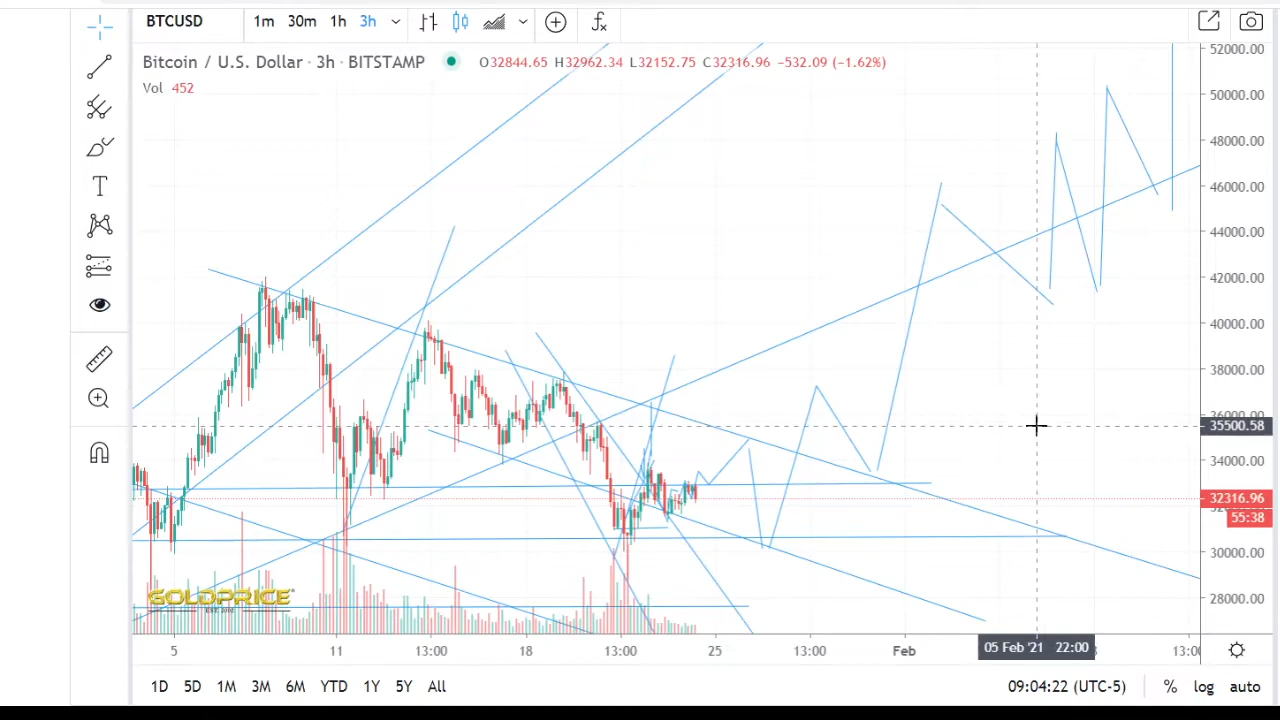 BTCUSD 1m 30m 1h 3h
Bitcoin / U.S. Dollar · 3h · BITSTAMP O32844.65 H32962.34 L32152.75 C32316.96 −532.09 (−1.62%)
Vol 452
52000.00
50000.00
48000.00
46000.00
44000.00
42000.00
40000.00
38000.00
36000.00
35500.58
34000.00
32316.96
55:38
30000.00
28000.00
GOLDPRICE
5 11 13:00 18 13:00 25 13:00 Feb 05 Feb '21 22:00
1D 5D 1M 3M 6M YTD 1Y 5Y All 09:04:22 (UTC-5) % log auto